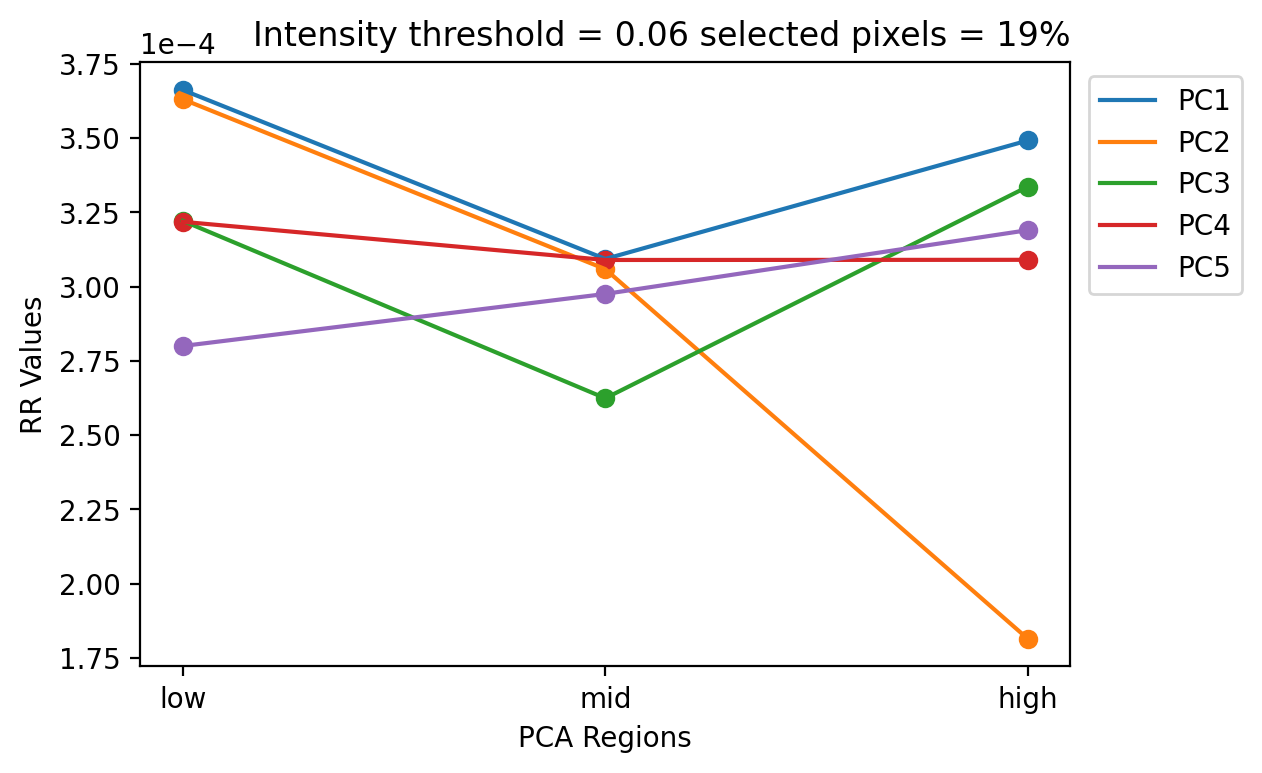 Intensity threshold = 0.06 selected pixels = 19%
1e−4
3.75
3.50
3.25
3.00
2.75
2.50
2.25
2.00
1.75
RR Values
low
mid
high
PCA Regions
PC1
PC2
PC3
PC4
PC5